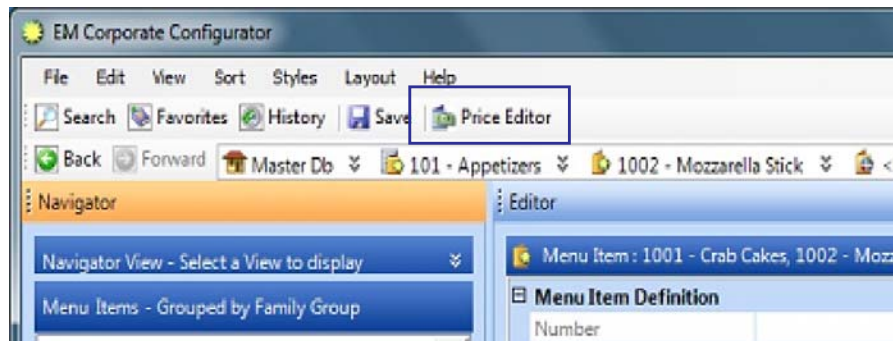 EM Corporate Configurator
File Edit View Sort Styles Layout Help
Search Favorites History Save Price Editor
Back Forward Master Db 101 - Appetizers 1002 - Mozzarella Stick <
Navigator Editor
Navigator View - Select a View to display Menu Item : 1001 - Crab Cakes, 1002 - Mozz
Menu Items - Grouped by Family Group Menu Item Definition
Number